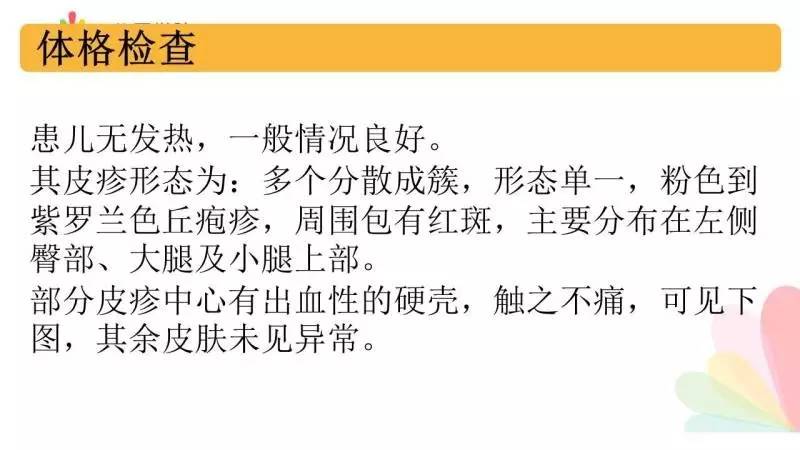 体格检查
患儿无发热，一般情况良好。
其皮疹形态为：多个分散成簇，形态单一，粉色到
紫罗兰色丘疱疹，周围包有红斑，主要分布在左侧
臀部、大腿及小腿上部。
部分皮疹中心有出血性的硬壳，触之不痛，可见下
图，其余皮肤未见异常。